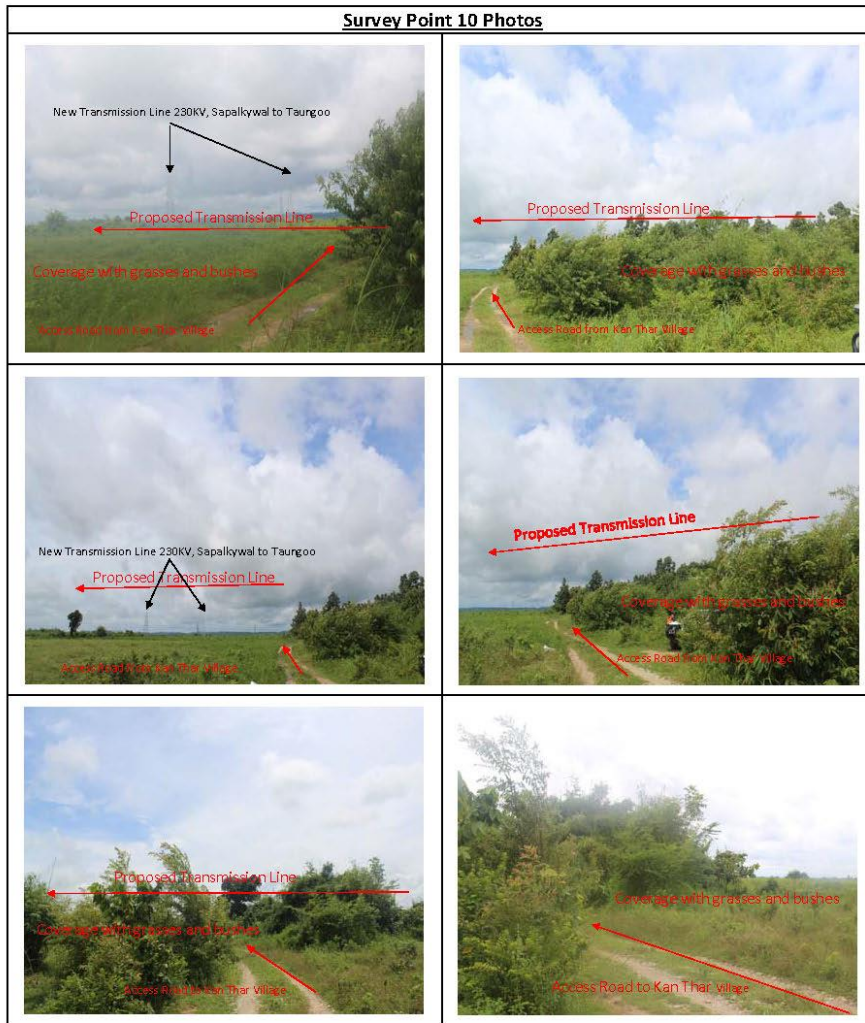 Survey Point 10 Photos
New Transmission Line 230KV, Sapalkywal to Taungoo
Proposed Transmission Line
Coverage with grasses and bushes
Access Road from Kan Thar Village
Proposed Transmission Line
Coverage with grasses and bushes
Access Road from Kan Thar Village
New Transmission Line 230KV, Sapalkywal to Taungoo
Proposed Transmission Line
Access Road from Kan Thar Village
Proposed Transmission Line
Coverage with grasses and bushes
Access Road from Kan Thar Village
Proposed Transmission Line
Coverage with grasses and bushes
Access Road to Kan Thar Village
Coverage with grasses and bushes
Access Road to Kan Thar Village